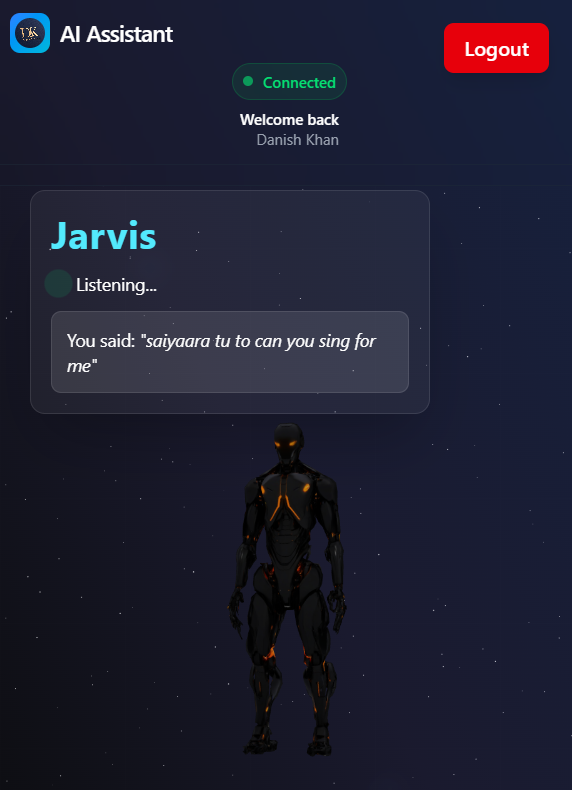 DK
AI Assistant
Logout
Connected
Welcome back
Danish Khan
Jarvis
Listening...
You said: "saiyaara tu to can you sing for
me"